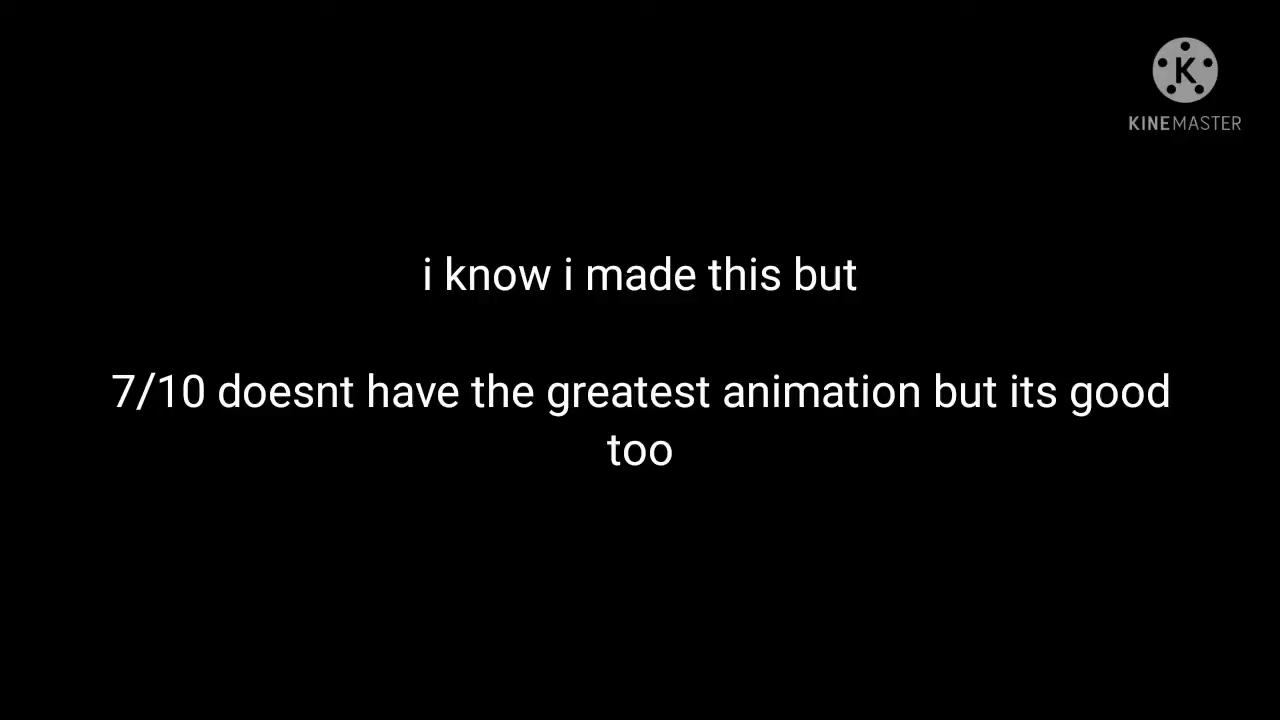 K
KINEMASTER
i know i made this but
7/10 doesnt have the greatest animation but its good
too